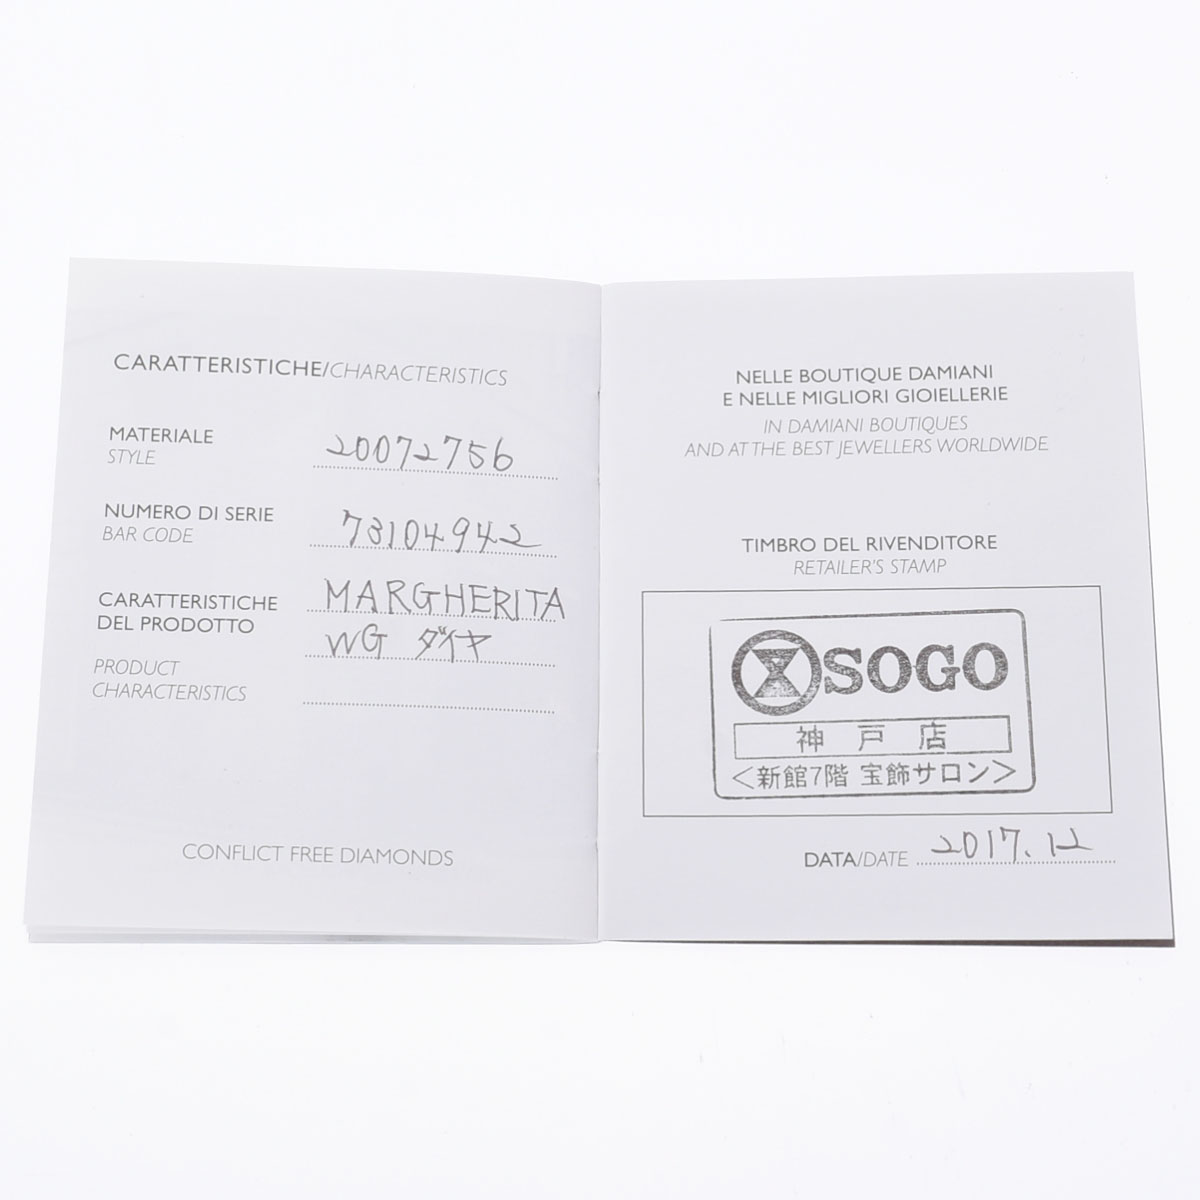 CARATTERISTICHE/CHARACTERISTICS
MATERIALE
STYLE
20072756
NUMERO DI SERIE
BAR CODE
73104942
CARATTERISTICHE
DEL PRODOTTO
PRODUCT
CHARACTERISTICS
MARGHERITA
WG ダイヤ
CONFLICT FREE DIAMONDS
NELLE BOUTIQUE DAMIANI
E NELLE MIGLIORI GIOIELLERIE
IN DAMIANI BOUTIQUES
AND AT THE BEST JEWELLERS WORLDWIDE
TIMBRO DEL RIVENDITORE
RETAILER'S STAMP
SOGO
神戸店
<新館7階 宝飾サロン>
DATA/DATE 2017.12